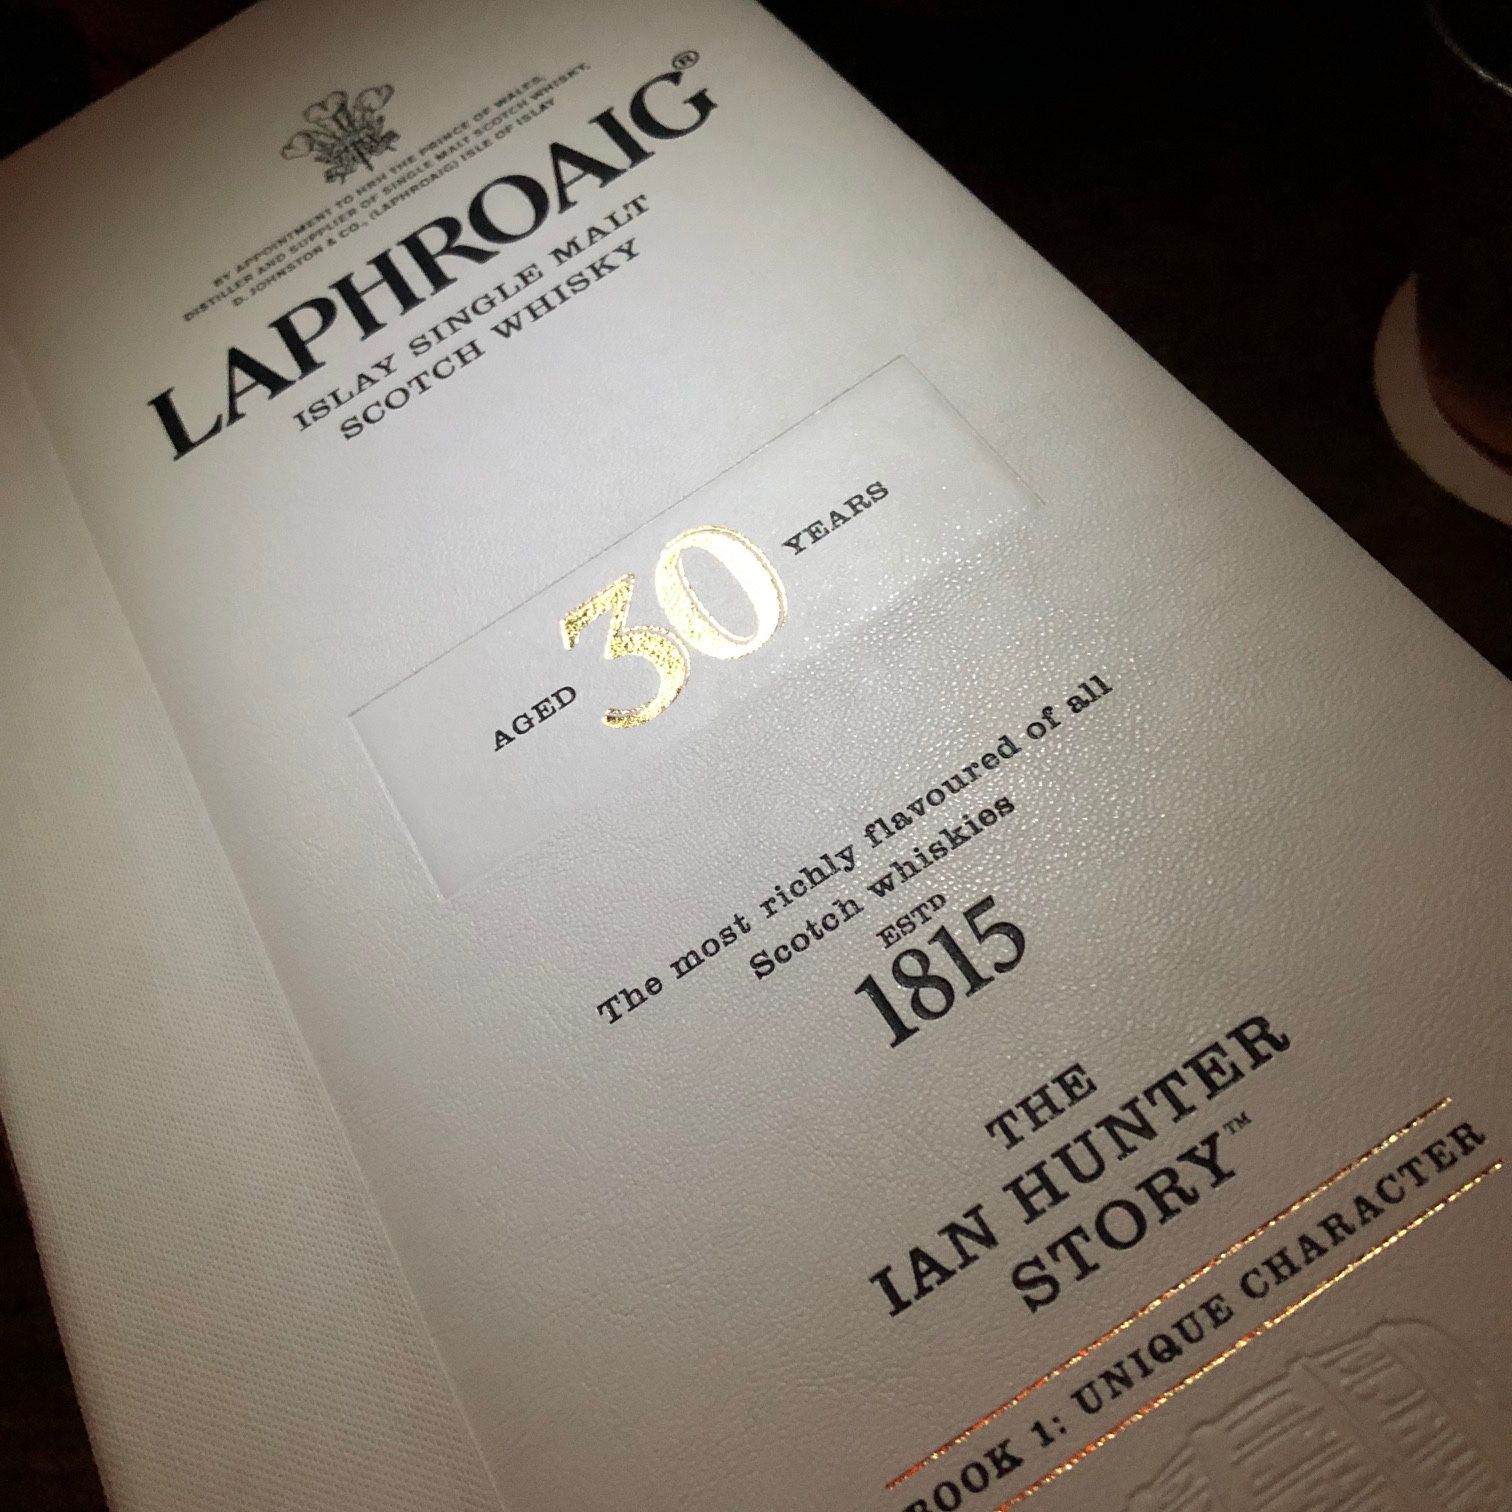 BY APPOINTMENT TO HRH THE PRINCE OF WALES,
DISTILLER AND SUPPLIER OF SINGLE MALT SCOTCH WHISKY,
D. JOHNSTON & CO., (LAPHROAIG) ISLE OF ISLAY
LAPHROAIG®
ISLAY SINGLE MALT
SCOTCH WHISKY
AGED 30 YEARS
The most richly flavoured of all
Scotch whiskies
ESTD
1815
THE
IAN HUNTER
STORY™
BOOK 1: UNIQUE CHARACTER